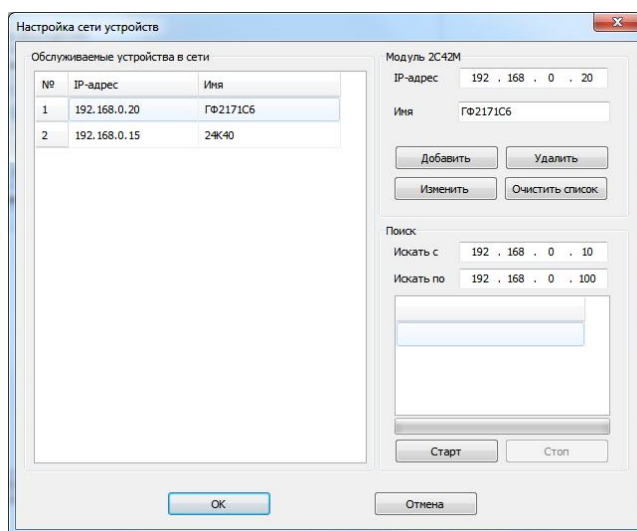 Настройка сети устройств
Обслуживаемые устройства в сети
№ IP-адрес Имя
1 192.168.0.20 ГФ2171С6
2 192.168.0.15 24К40
Модуль 2С42М
IP-адрес 192 . 168 . 0 . 20
Имя ГФ2171С6
Добавить Удалить
Изменить Очистить список
Поиск
Искать с 192 . 168 . 0 . 10
Искать по 192 . 168 . 0 . 100
Старт Стоп
ОК Отмена